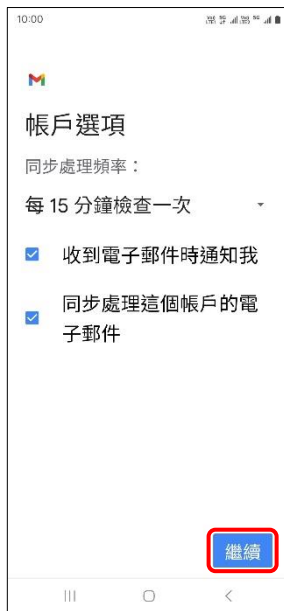 10:00
帳戶選項
同步處理頻率：
每 15 分鐘檢查一次
收到電子郵件時通知我
同步處理這個帳戶的電
子郵件
繼續